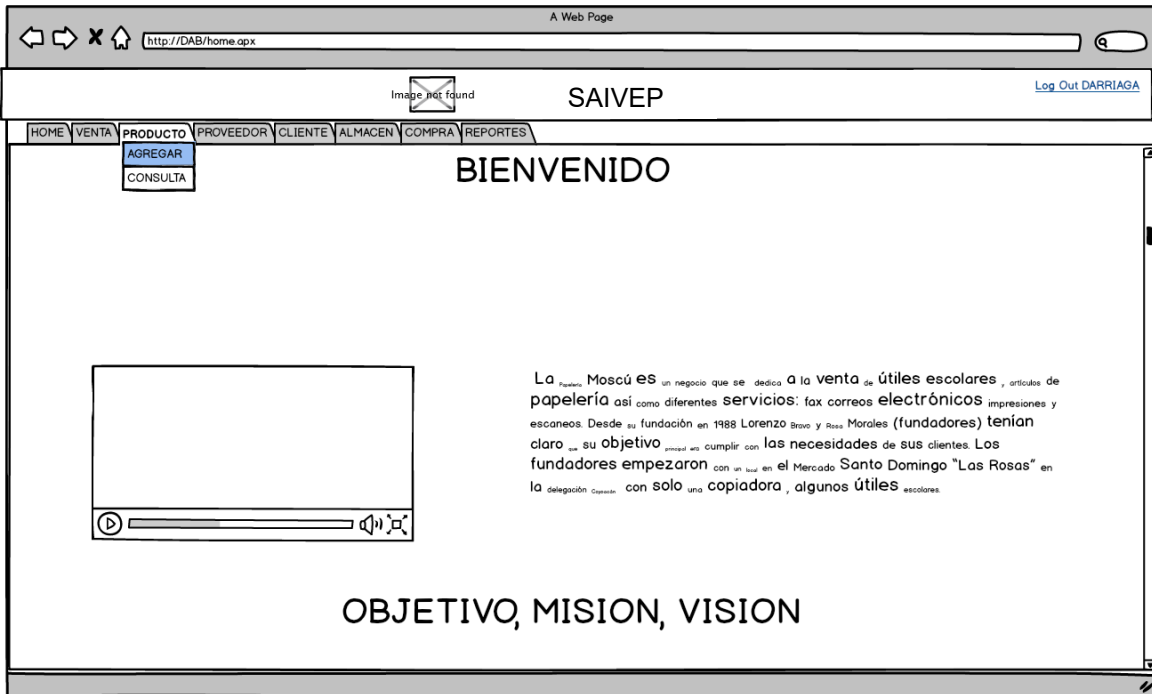 A Web Page
http://DAB/home.apx
Image not found
SAIVEP
Log Out DARRIAGA
HOME VENTA PRODUCTO PROVEEDOR CLIENTE ALMACEN COMPRA REPORTES
AGREGAR
CONSULTA
BIENVENIDO
La Papelería Moscú es un negocio que se dedica a la venta de útiles escolares , artículos de
papelería así como diferentes servicios: fax correos electrónicos impresiones y
escaneos. Desde su fundación en 1988 Lorenzo Bravo y Rosa Morales (fundadores) tenían
claro que su objetivo principal era cumplir con las necesidades de sus clientes. Los
fundadores empezaron con un local en el Mercado Santo Domingo "Las Rosas" en
la delegación Coyoacán con solo una copiadora , algunos útiles escolares.
OBJETIVO, MISION, VISION